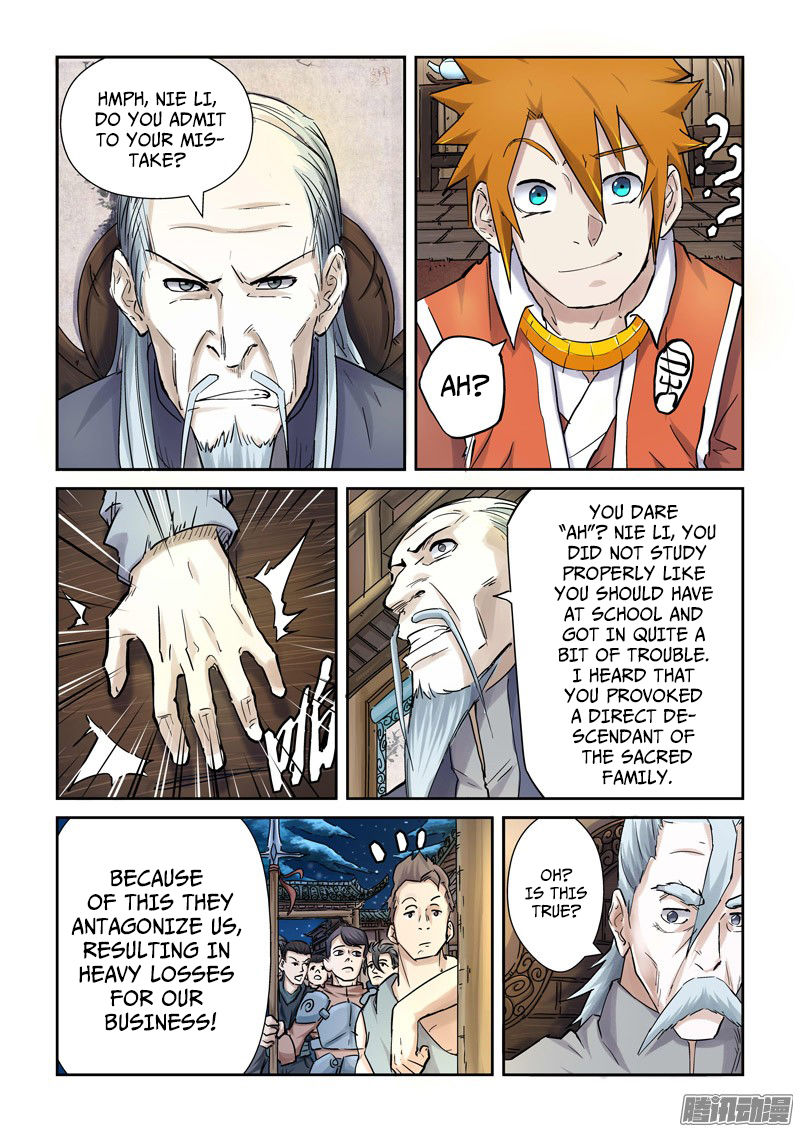 HMPH, NIE LI,
DO YOU ADMIT
TO YOUR MIS-
TAKE?
???
AH?
YOU DARE
"AH"? NIE LI, YOU
DID NOT STUDY
PROPERLY LIKE
YOU SHOULD HAVE
AT SCHOOL AND
GOT IN QUITE A
BIT OF TROUBLE.
I HEARD THAT
YOU PROVOKED
A DIRECT DE-
SCENDANT OF
THE SACRED
FAMILY.
BECAUSE
OF THIS THEY
ANTAGONIZE US,
RESULTING IN
HEAVY LOSSES
FOR OUR
BUSINESS!
OH?
IS THIS
TRUE?
腾讯动漫